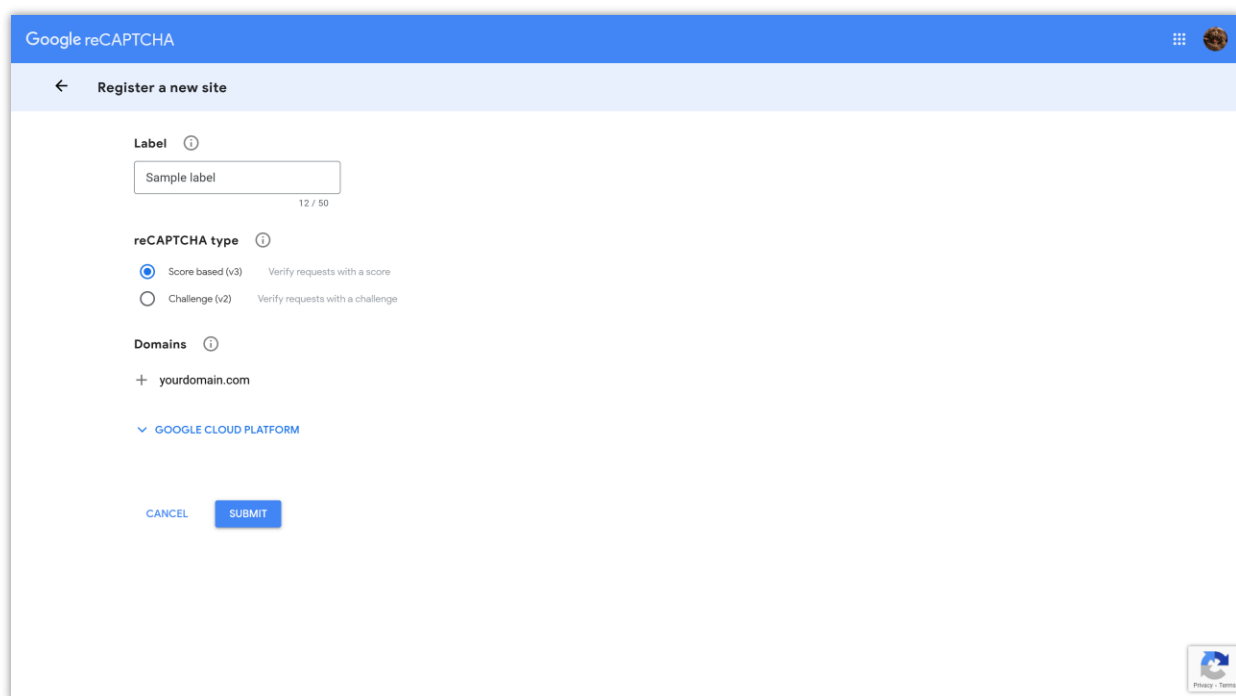 Google reCAPTCHA
Register a new site
Label
Sample label
12 / 50
reCAPTCHA type
Score based (v3) Verify requests with a score
Challenge (v2) Verify requests with a challenge
Domains
yourdomain.com
GOOGLE CLOUD PLATFORM
CANCEL SUBMIT
Privacy - Terms